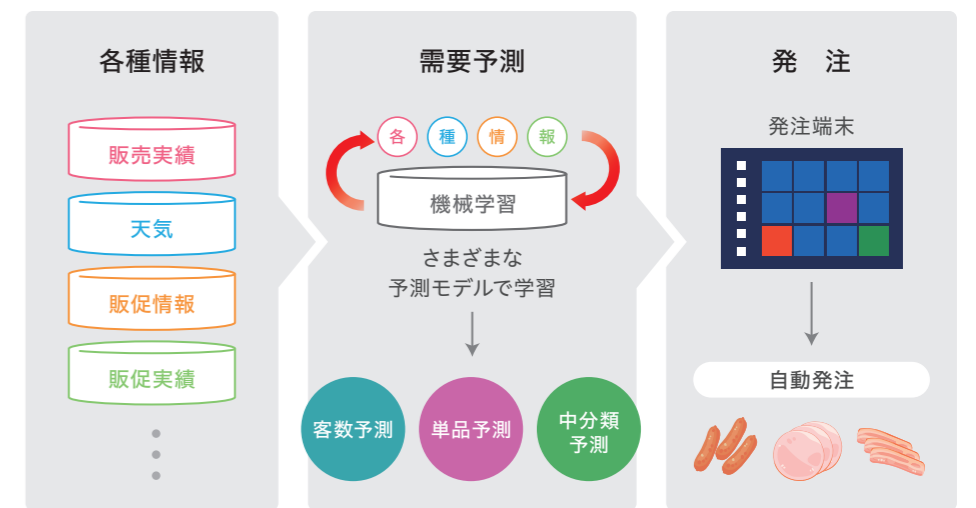 各種情報
販売実績
天気
販促情報
販促実績
需要予測
各 種 情 報
機械学習
さまざまな
予測モデルで学習
客数予測
単品予測
中分類
予測
発 注
発注端末
自動発注